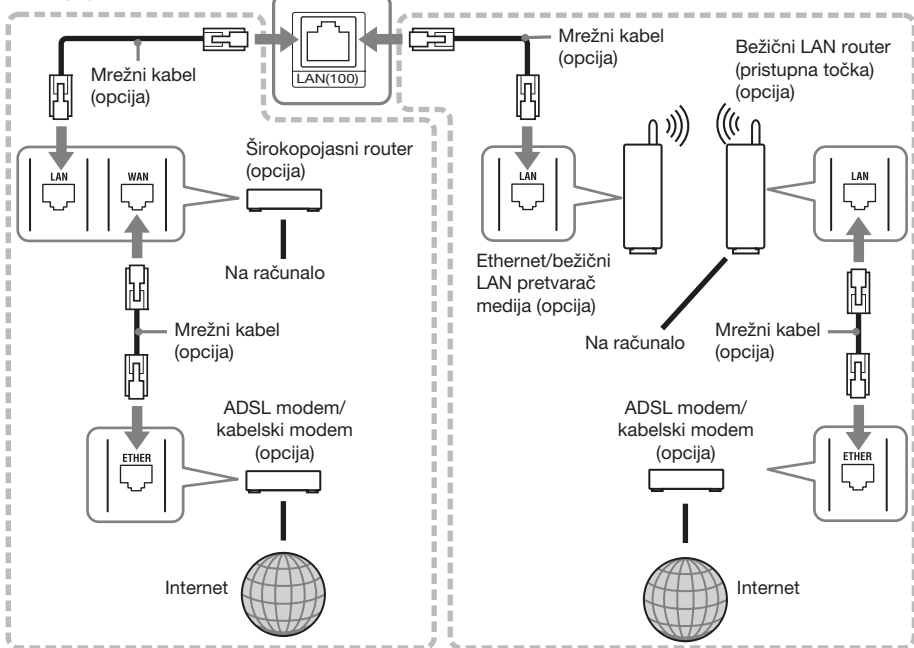 LAN(100)
Mrežni kabel
(opcija)
LAN
WAN
Širokopojasni router
(opcija)
Na računalo
Mrežni kabel
(opcija)
ETHER
ADSL modem/
kabelski modem
(opcija)
Internet
Mrežni kabel
(opcija)
Bežični LAN router
(pristupna točka)
(opcija)
LAN
LAN
Ethernet/bežični
LAN pretvarač
medija (opcija)
Na računalo
Mrežni kabel
(opcija)
ADSL modem/
kabelski modem
(opcija)
ETHER
Internet